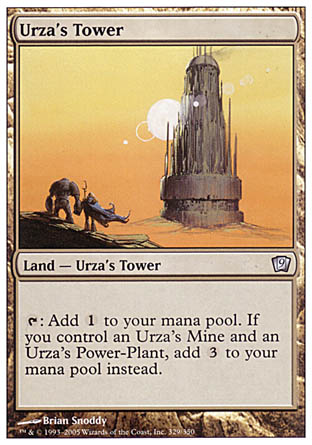 Urza's Tower
Land — Urza's Tower
9
: Add 1 to your mana pool. If
you control an Urza's Mine and an
Urza's Power-Plant, add 3 to your
mana pool instead.
Brian Snoddy
™ & © 1993–2005 Wizards of the Coast, Inc. 329/350